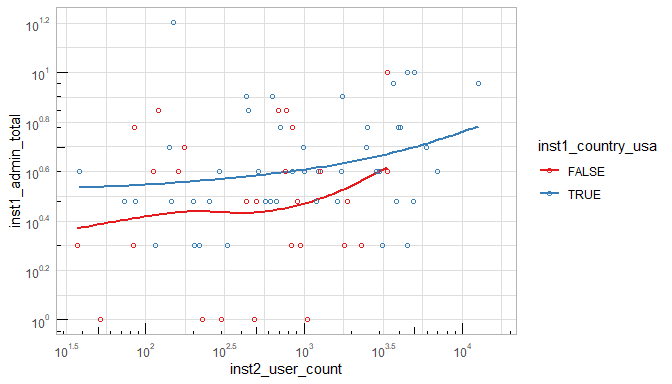 10^1.2
10^1
10^0.8
10^0.6
10^0.4
10^0.2
10^0
inst1_admin_total
10^1.5
10^2
10^2.5
10^3
10^3.5
10^4
inst2_user_count
inst1_country_usa
FALSE
TRUE